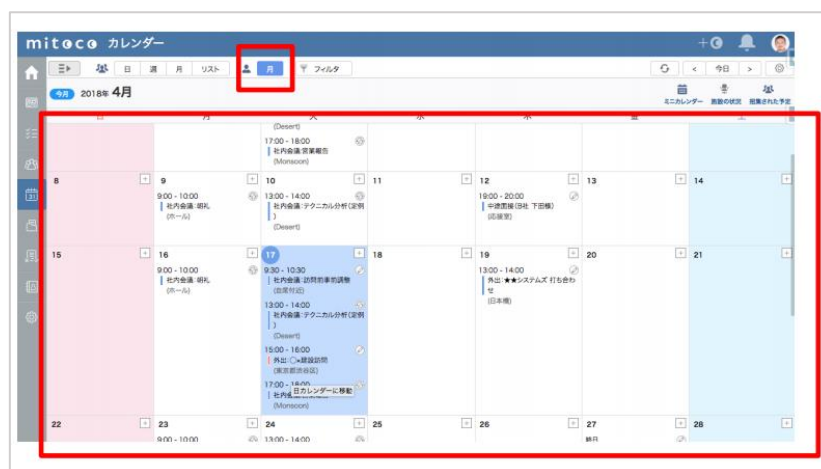 mitoco カレンダー
日 週 月 リスト 月 フィルタ < 今日 >
今月 2018年 4月
ミニカレンダー 施設の状況 招集された予定
日 月 火 水 木 金 土
(Desert)
17:00 - 18:00
社内会議:営業報告
(Monsoon)
8 9 10 11 12 13 14
9:00 - 10:00
社内会議:朝礼
(ホール)
13:00 - 14:00
社内会議:テクニカル分析(定例
)
(Desert)
19:00 - 20:00
中途面接(B社 下田様)
(応接室)
15 16 17 18 19 20 21
9:00 - 10:00
社内会議:朝礼
(ホール)
9:30 - 10:30
社内会議:訪問前事前調整
(自席付近)
13:00 - 14:00
社内会議:テクニカル分析(定例
)
(Desert)
15:00 - 16:00
外出:○×建設訪問
(東京都渋谷区)
17:00 - 18:00
日カレンダーに移動
(Monsoon)
13:00 - 14:00
外出:★★システムズ 打ち合わ
せ
(日本橋)
22 23 24 25 26 27 28
9:00 - 10:00
13:00 - 14:00
終日